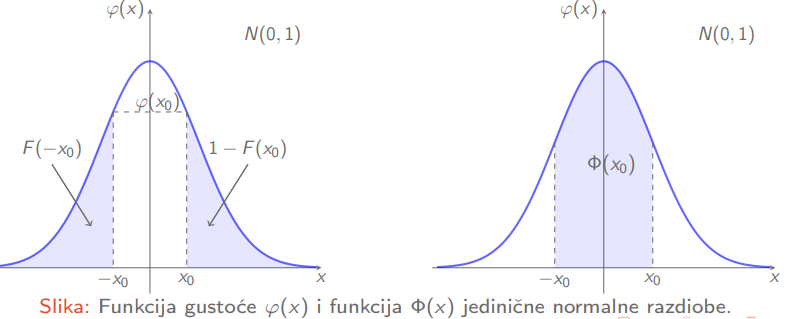 φ(x)
N(0, 1)
φ(x₀)
F(−x₀)
1 − F(x₀)
−x₀
x₀
x
φ(x)
N(0, 1)
Φ(x₀)
−x₀
x₀
x
Slika: Funkcija gustoće φ(x) i funkcija Φ(x) jedinične normalne razdiobe.